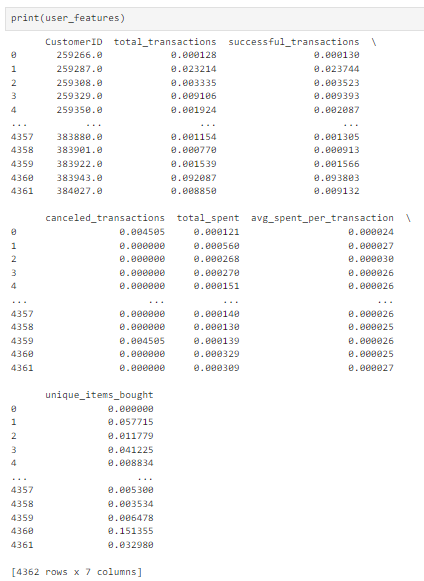 print(user_features)
CustomerID total_transactions successful_transactions \
0 259266.0 0.000128 0.000130
1 259287.0 0.023214 0.023744
2 259308.0 0.003335 0.003523
3 259329.0 0.009106 0.009393
4 259350.0 0.001924 0.002087
... ... ... ...
4357 383880.0 0.001154 0.001305
4358 383901.0 0.000770 0.000913
4359 383922.0 0.001539 0.001566
4360 383943.0 0.092087 0.093803
4361 384027.0 0.008850 0.009132
canceled_transactions total_spent avg_spent_per_transaction \
0 0.004505 0.000121 0.000024
1 0.000000 0.000560 0.000027
2 0.000000 0.000268 0.000030
3 0.000000 0.000270 0.000026
4 0.000000 0.000151 0.000026
... ... ... ...
4357 0.000000 0.000140 0.000026
4358 0.000000 0.000130 0.000025
4359 0.004505 0.000139 0.000026
4360 0.000000 0.000329 0.000025
4361 0.000000 0.000309 0.000027
unique_items_bought
0 0.000000
1 0.057715
2 0.011779
3 0.041225
4 0.008834
... ...
4357 0.005300
4358 0.003534
4359 0.006478
4360 0.151355
4361 0.032980
[4362 rows x 7 columns]